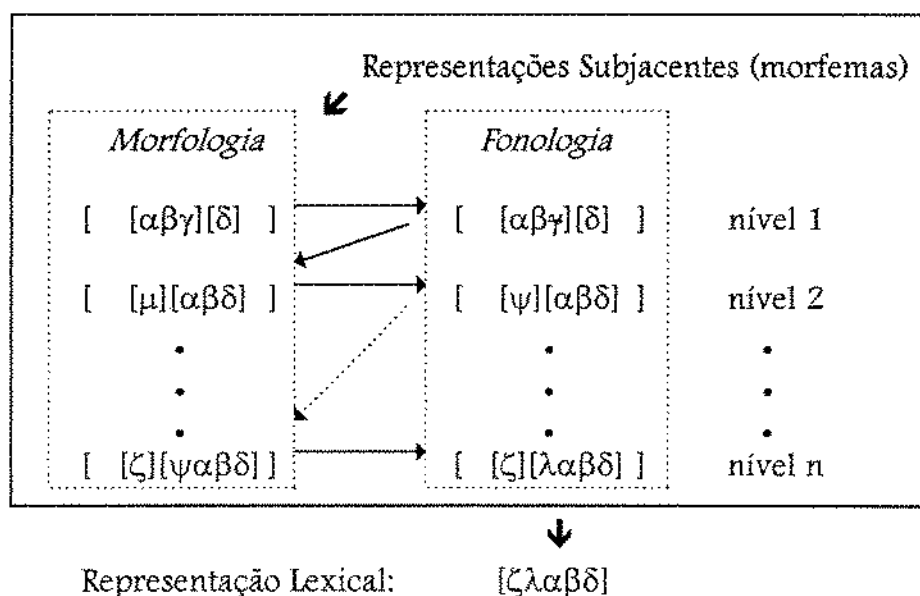 Representações Subjacentes (morfemas)
Morfologia Fonologia
[ [αβγ][δ] ] [ [αβγ][δ] ] nível 1
[ [μ][αβδ] ] [ [ψ][αβδ] ] nível 2
[ [ζ][ψαβδ] ] [ [ζ][λαβδ] ] nível n
Representação Lexical: [ζλαβδ]